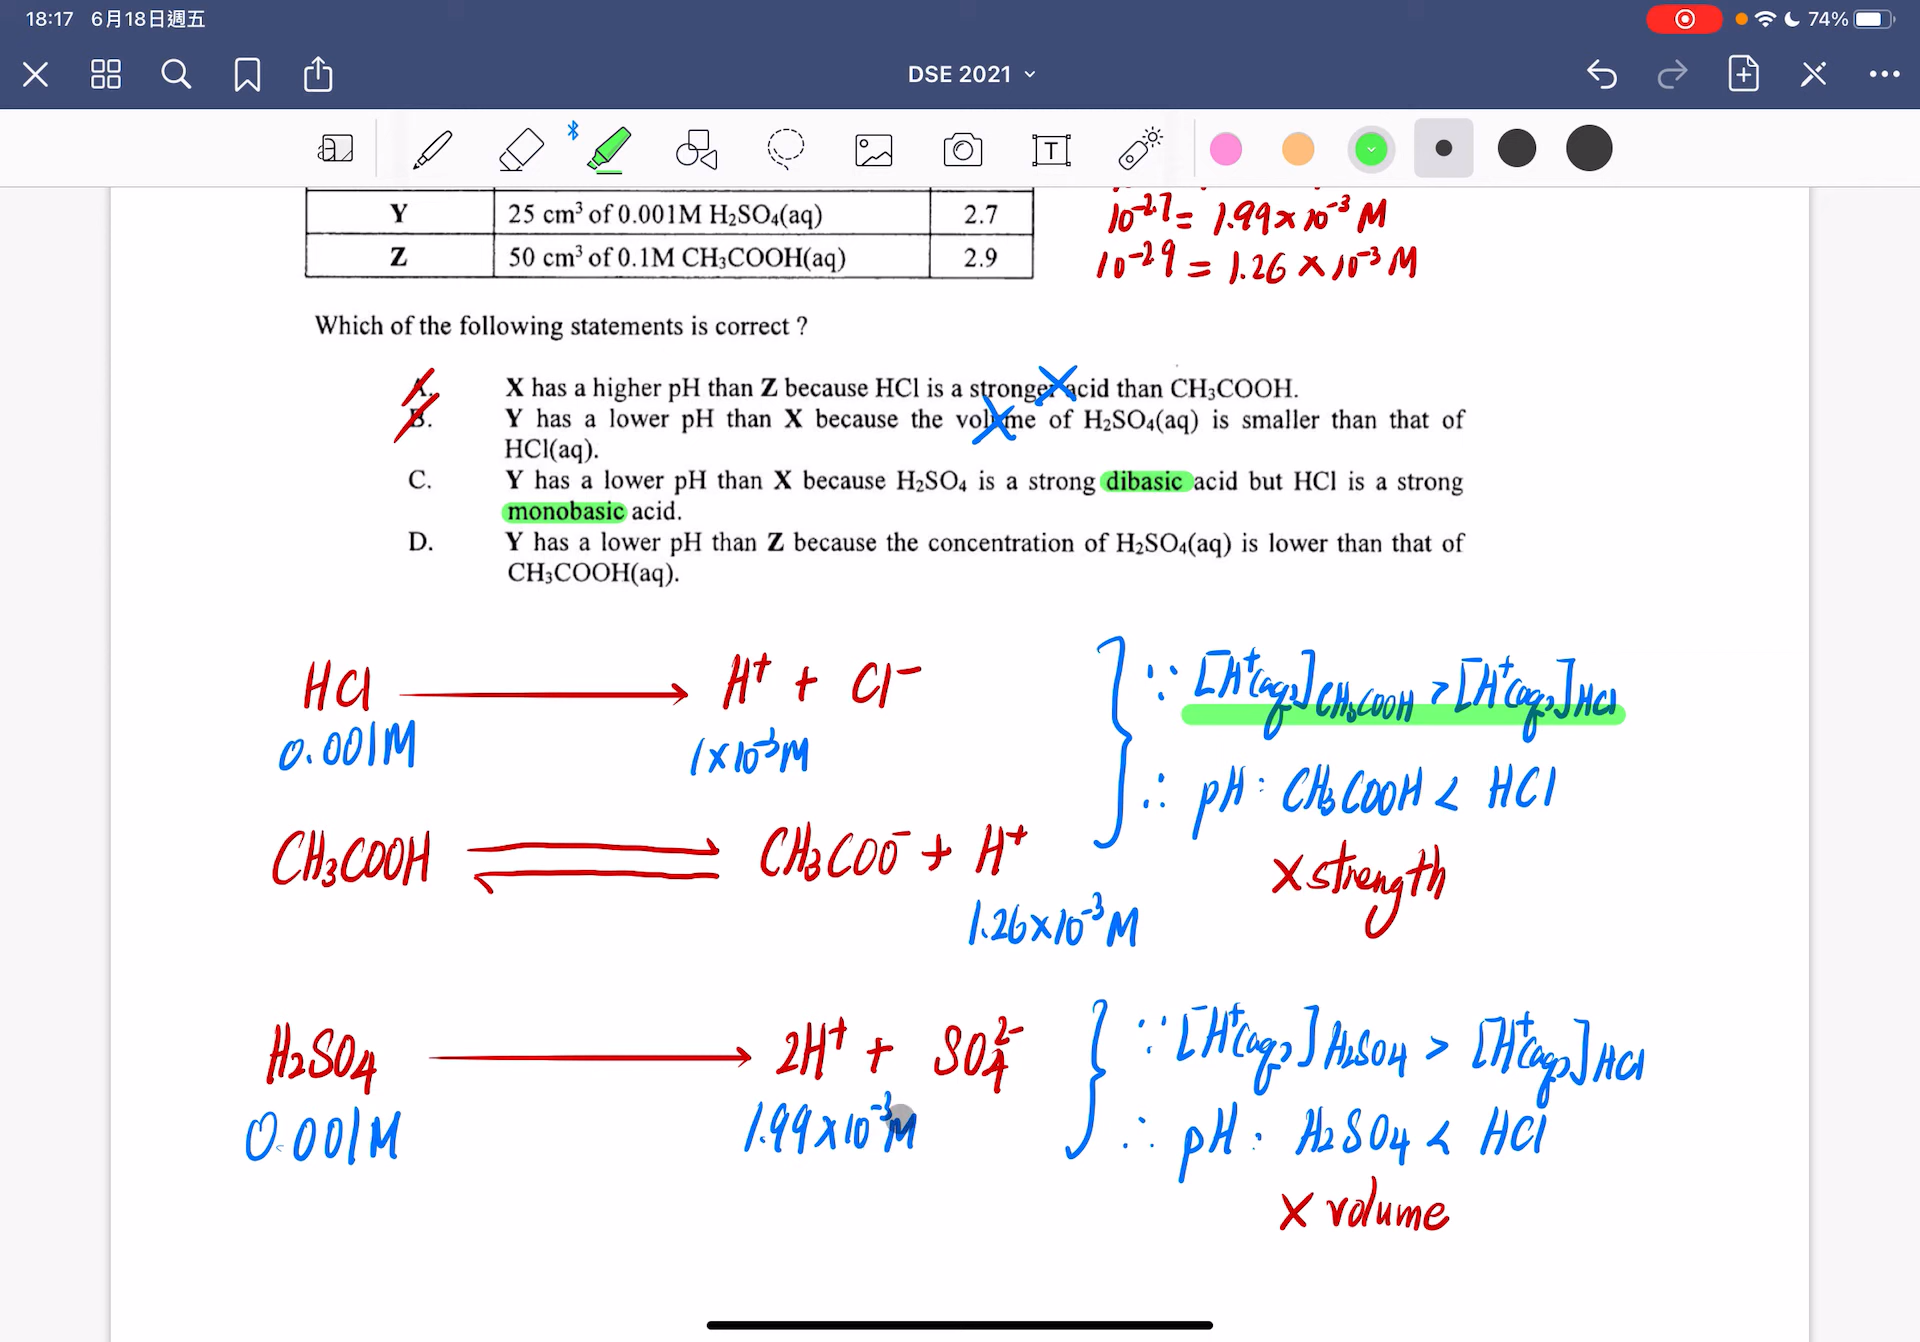 18:17 6月18日週五
74%
DSE 2021
Y 25 cm³ of 0.001M H₂SO₄(aq) 2.7
Z 50 cm³ of 0.1M CH₃COOH(aq) 2.9
10⁻²·⁷ = 1.99 × 10⁻³ M
10⁻²·⁹ = 1.26 × 10⁻³ M
Which of the following statements is correct ?
A. X has a higher pH than Z because HCl is a stronger acid than CH₃COOH.
B. Y has a lower pH than X because the volume of H₂SO₄(aq) is smaller than that of
HCl(aq).
C. Y has a lower pH than X because H₂SO₄ is a strong dibasic acid but HCl is a strong
monobasic acid.
D. Y has a lower pH than Z because the concentration of H₂SO₄(aq) is lower than that of
CH₃COOH(aq).
HCl ⟶ H⁺ + Cl⁻
0.001M 1×10⁻³M
∵ [H⁺(aq)]CH₃COOH > [H⁺(aq)]HCl
∴ pH : CH₃COOH < HCl
X strength
CH₃COOH ⇌ CH₃COO⁻ + H⁺
1.26×10⁻³M
H₂SO₄ ⟶ 2H⁺ + SO₄²⁻
0.001M 1.99×10⁻³M
∵ [H⁺(aq)]H₂SO₄ > [H⁺(aq)]HCl
∴ pH : H₂SO₄ < HCl
X volume